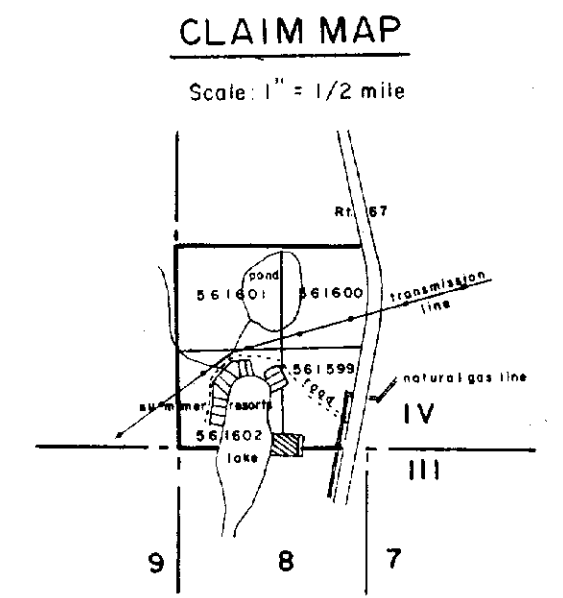 CLAIM MAP
Scale: 1" = 1/2 mile
Rt. 67
pond
561601
561600
transmission
line
561599
road
natural gas line
summer resorts
IV
561602
lake
III
9
8
7